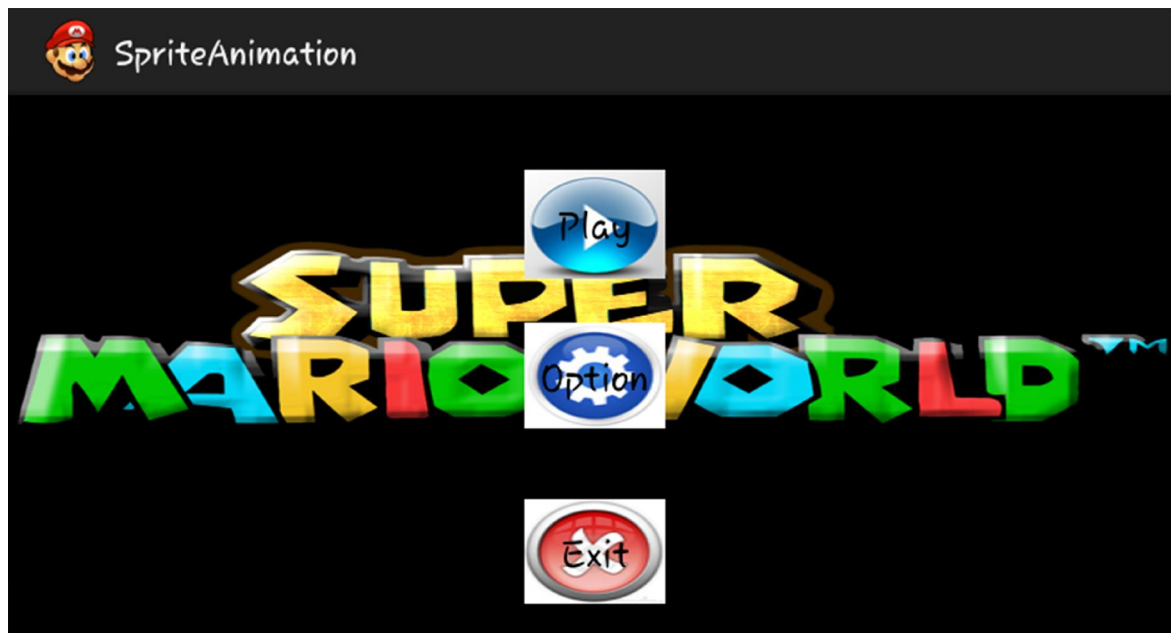 SpriteAnimation
Play
SUPER
MARIO WORLD™
Option
Exit